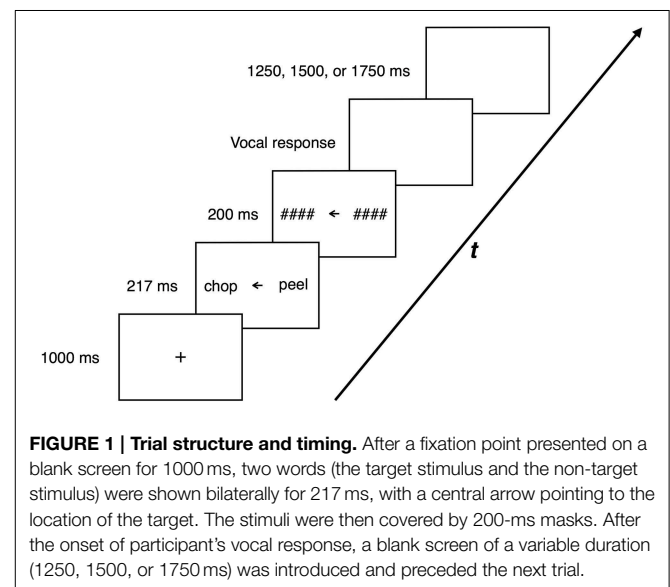 1250, 1500, or 1750 ms
Vocal response
200 ms
#### ← ####
t
217 ms
chop ← peel
1000 ms
+
FIGURE 1 | Trial structure and timing. After a fixation point presented on a
blank screen for 1000 ms, two words (the target stimulus and the non-target
stimulus) were shown bilaterally for 217 ms, with a central arrow pointing to the
location of the target. The stimuli were then covered by 200-ms masks. After
the onset of participant's vocal response, a blank screen of a variable duration
(1250, 1500, or 1750 ms) was introduced and preceded the next trial.